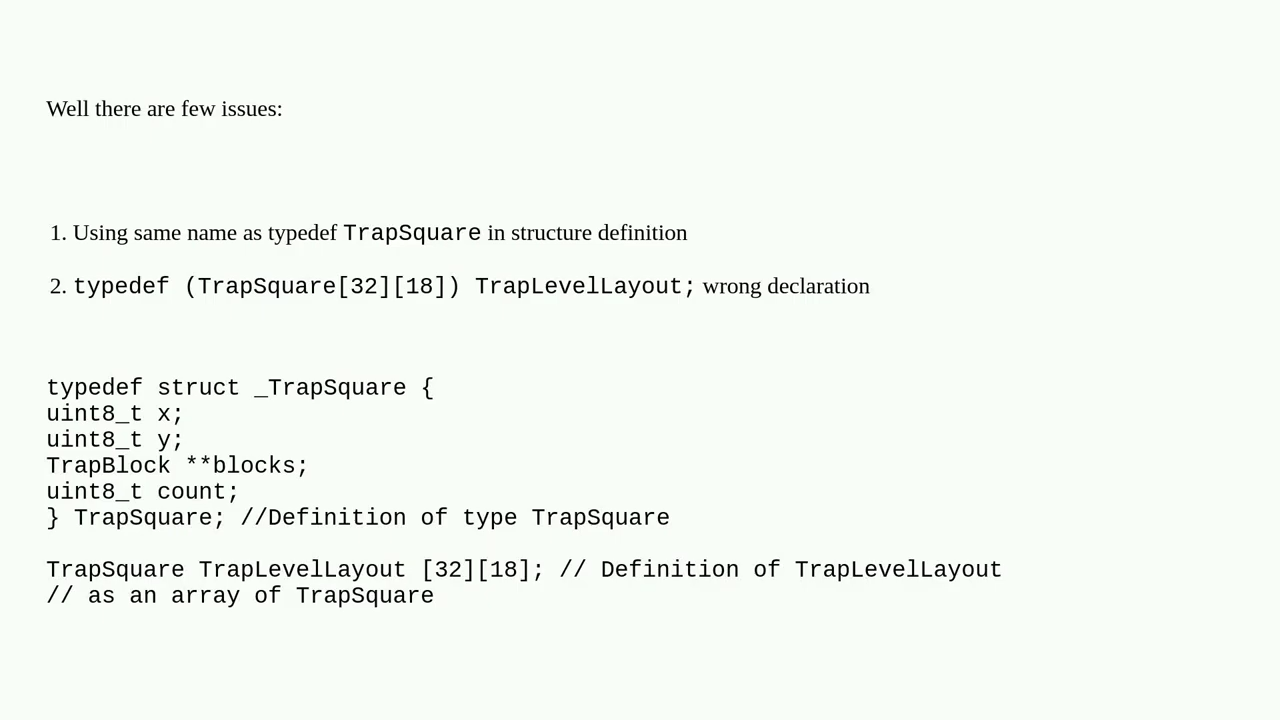 Well there are few issues:
1. Using same name as typedef TrapSquare in structure definition
2. typedef (TrapSquare[32][18]) TrapLevelLayout; wrong declaration
typedef struct _TrapSquare {
uint8_t x;
uint8_t y;
TrapBlock **blocks;
uint8_t count;
} TrapSquare; //Definition of type TrapSquare
TrapSquare TrapLevelLayout [32][18]; // Definition of TrapLevelLayout
// as an array of TrapSquare